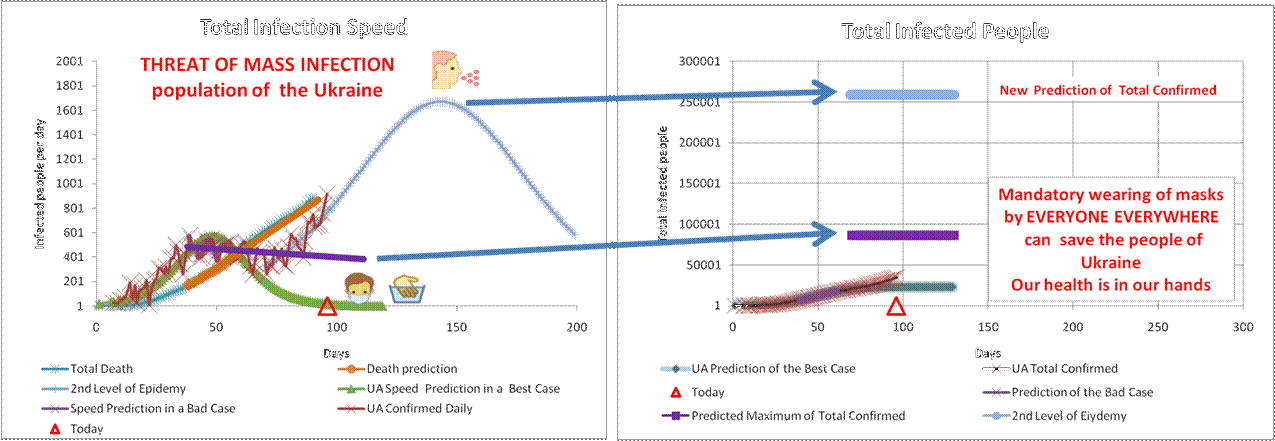 Total Infection Speed
THREAT OF MASS INFECTION
population of the Ukraine
Infected people per day
2001
1801
1601
1401
1201
1001
801
601
401
201
1
0
50
100
150
200
Days
Total Death
Death prediction
2nd Level of Epidemy
UA Speed Prediction in a Best Case
Speed Prediction in a Bad Case
UA Confirmed Daily
Today
Total Infected People
Total Infected people
300001
250001
200001
150001
100001
50001
1
New Prediction of Total Confirmed
Mandatory wearing of masks
by EVERYONE EVERYWHERE
can save the people of
Ukraine
Our health is in our hands
0
50
100
150
200
250
300
Days
UA Prediction of the Best Case
UA Total Confirmed
Today
Prediction of the Bad Case
Predicted Maximum of Total Confirmed
2nd Level of Eiydemy